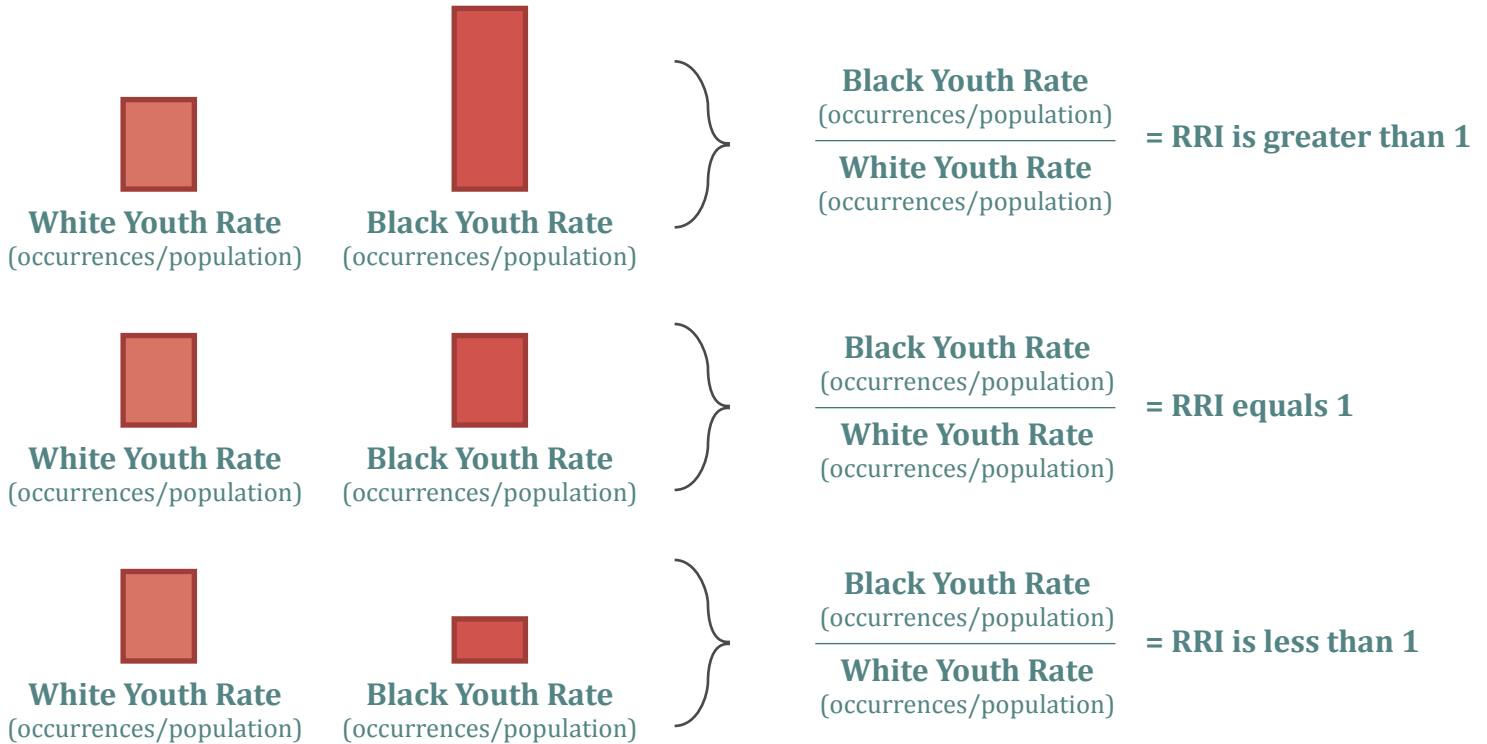 White Youth Rate
(occurrences/population)
Black Youth Rate
(occurrences/population)
Black Youth Rate
(occurrences/population)
White Youth Rate
(occurrences/population)
= RRI is greater than 1
White Youth Rate
(occurrences/population)
Black Youth Rate
(occurrences/population)
Black Youth Rate
(occurrences/population)
White Youth Rate
(occurrences/population)
= RRI equals 1
White Youth Rate
(occurrences/population)
Black Youth Rate
(occurrences/population)
Black Youth Rate
(occurrences/population)
White Youth Rate
(occurrences/population)
= RRI is less than 1